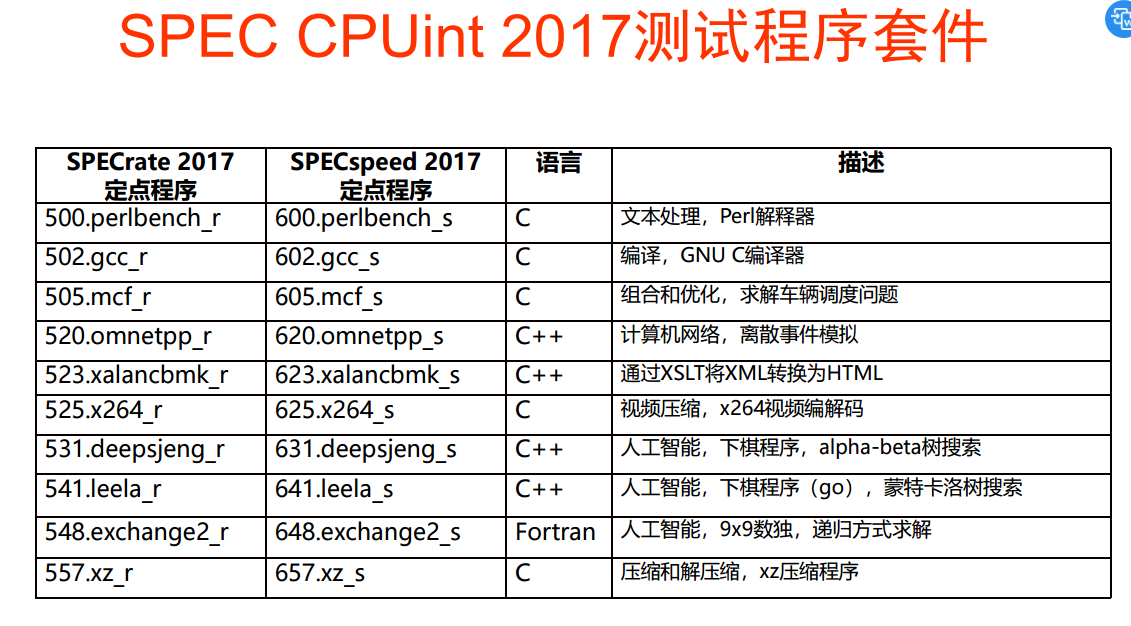 SPEC CPUint 2017测试程序套件
SPECrate 2017 SPECspeed 2017 语言 描述
定点程序 定点程序
500.perlbench_r 600.perlbench_s C 文本处理，Perl解释器
502.gcc_r 602.gcc_s C 编译，GNU C编译器
505.mcf_r 605.mcf_s C 组合和优化，求解车辆调度问题
520.omnetpp_r 620.omnetpp_s C++ 计算机网络，离散事件模拟
523.xalancbmk_r 623.xalancbmk_s C++ 通过XSLT将XML转换为HTML
525.x264_r 625.x264_s C 视频压缩，x264视频编解码
531.deepsjeng_r 631.deepsjeng_s C++ 人工智能，下棋程序，alpha-beta树搜索
541.leela_r 641.leela_s C++ 人工智能，下棋程序（go），蒙特卡洛树搜索
548.exchange2_r 648.exchange2_s Fortran 人工智能，9x9数独，递归方式求解
557.xz_r 657.xz_s C 压缩和解压缩，xz压缩程序